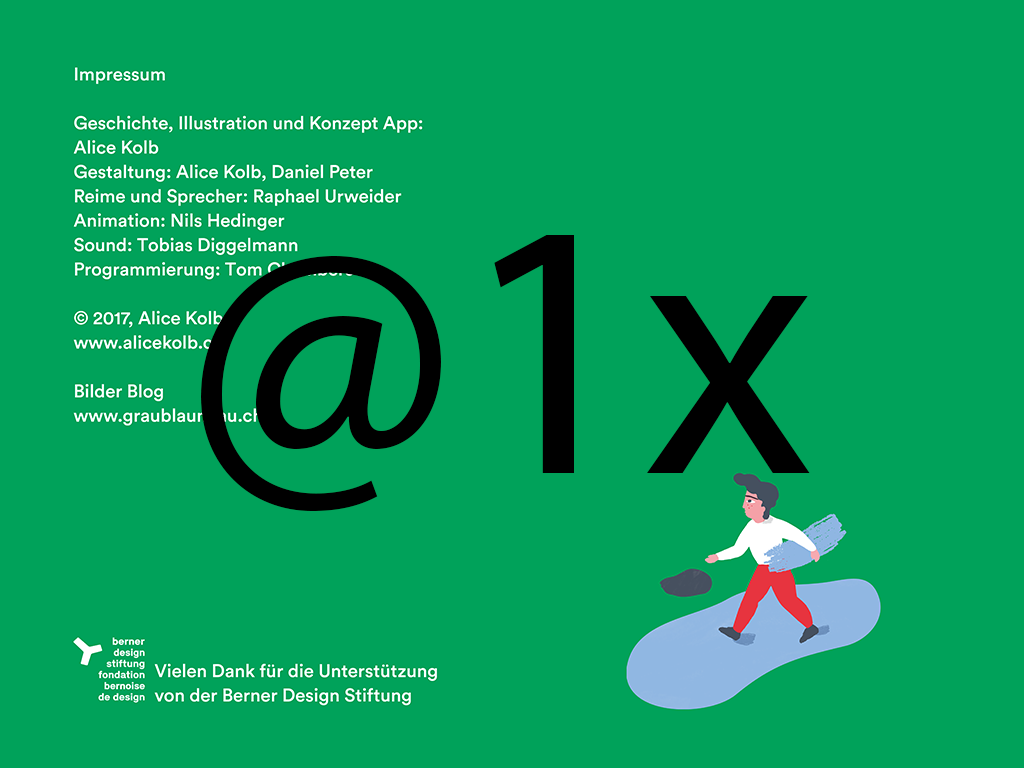 Impressum
Geschichte, Illustration und Konzept App:
Alice Kolb
Gestaltung: Alice Kolb, Daniel Peter
Reime und Sprecher: Raphael Urweider
Animation: Nils Hedinger
Sound: Tobias Diggelmann
Programmierung: Tom
© 2017, Alice Kolb
www.alicekolb.c
Bilder Blog
@1x
berner
design
stiftung
fondation
bernoise
de design
Vielen Dank für die Unterstützung
von der Berner Design Stiftung